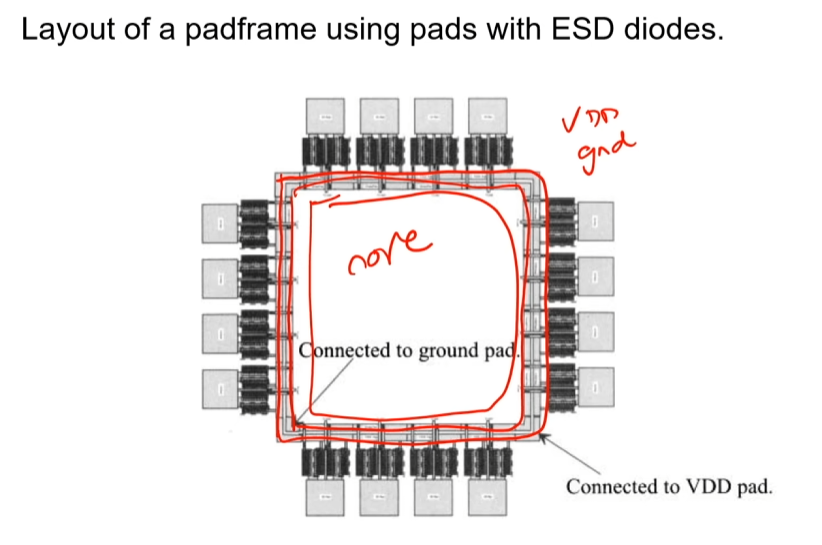 Layout of a padframe using pads with ESD diodes.
VDD
gnd
core
Connected to ground pad.
Connected to VDD pad.